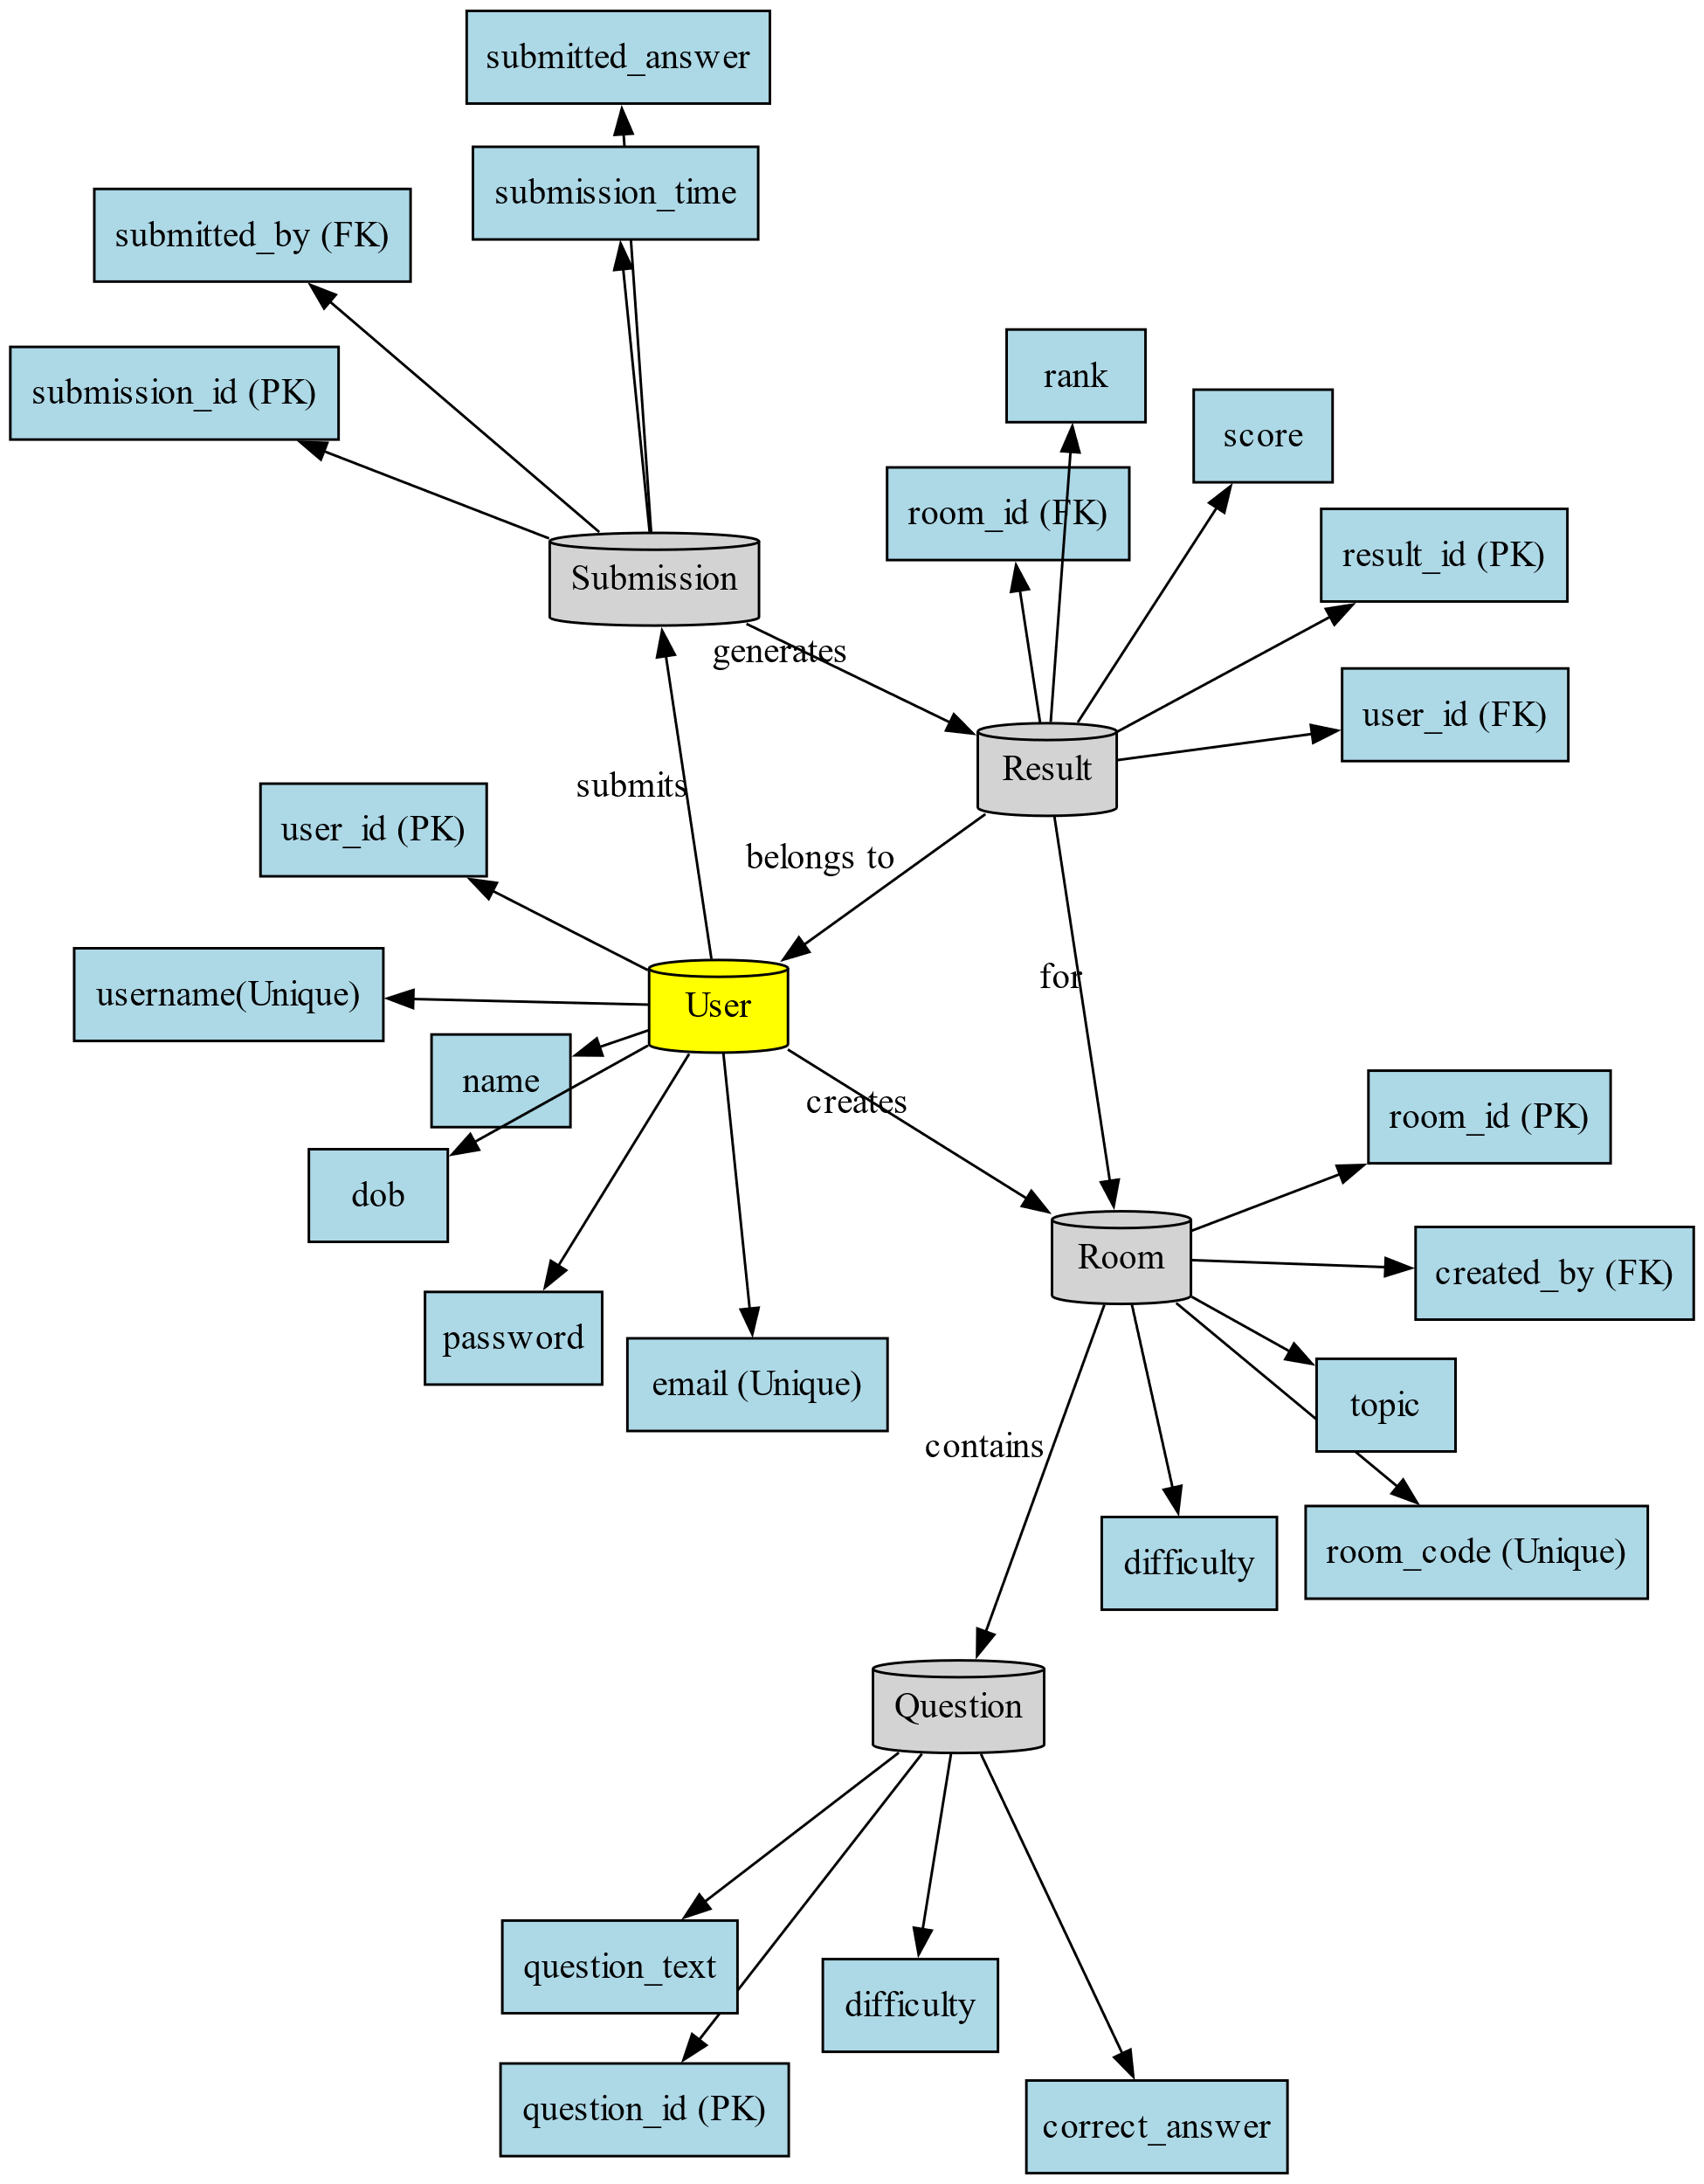 submitted_answer
submission_time
submitted_by (FK)
submission_id (PK)
rank
score
room_id (FK)
result_id (PK)
Submission
generates
user_id (FK)
Result
submits
user_id (PK)
belongs to
username(Unique)
for
User
name
creates
room_id (PK)
dob
Room
created_by (FK)
password
email (Unique)
topic
contains
difficulty
room_code (Unique)
Question
question_text
difficulty
question_id (PK)
correct_answer